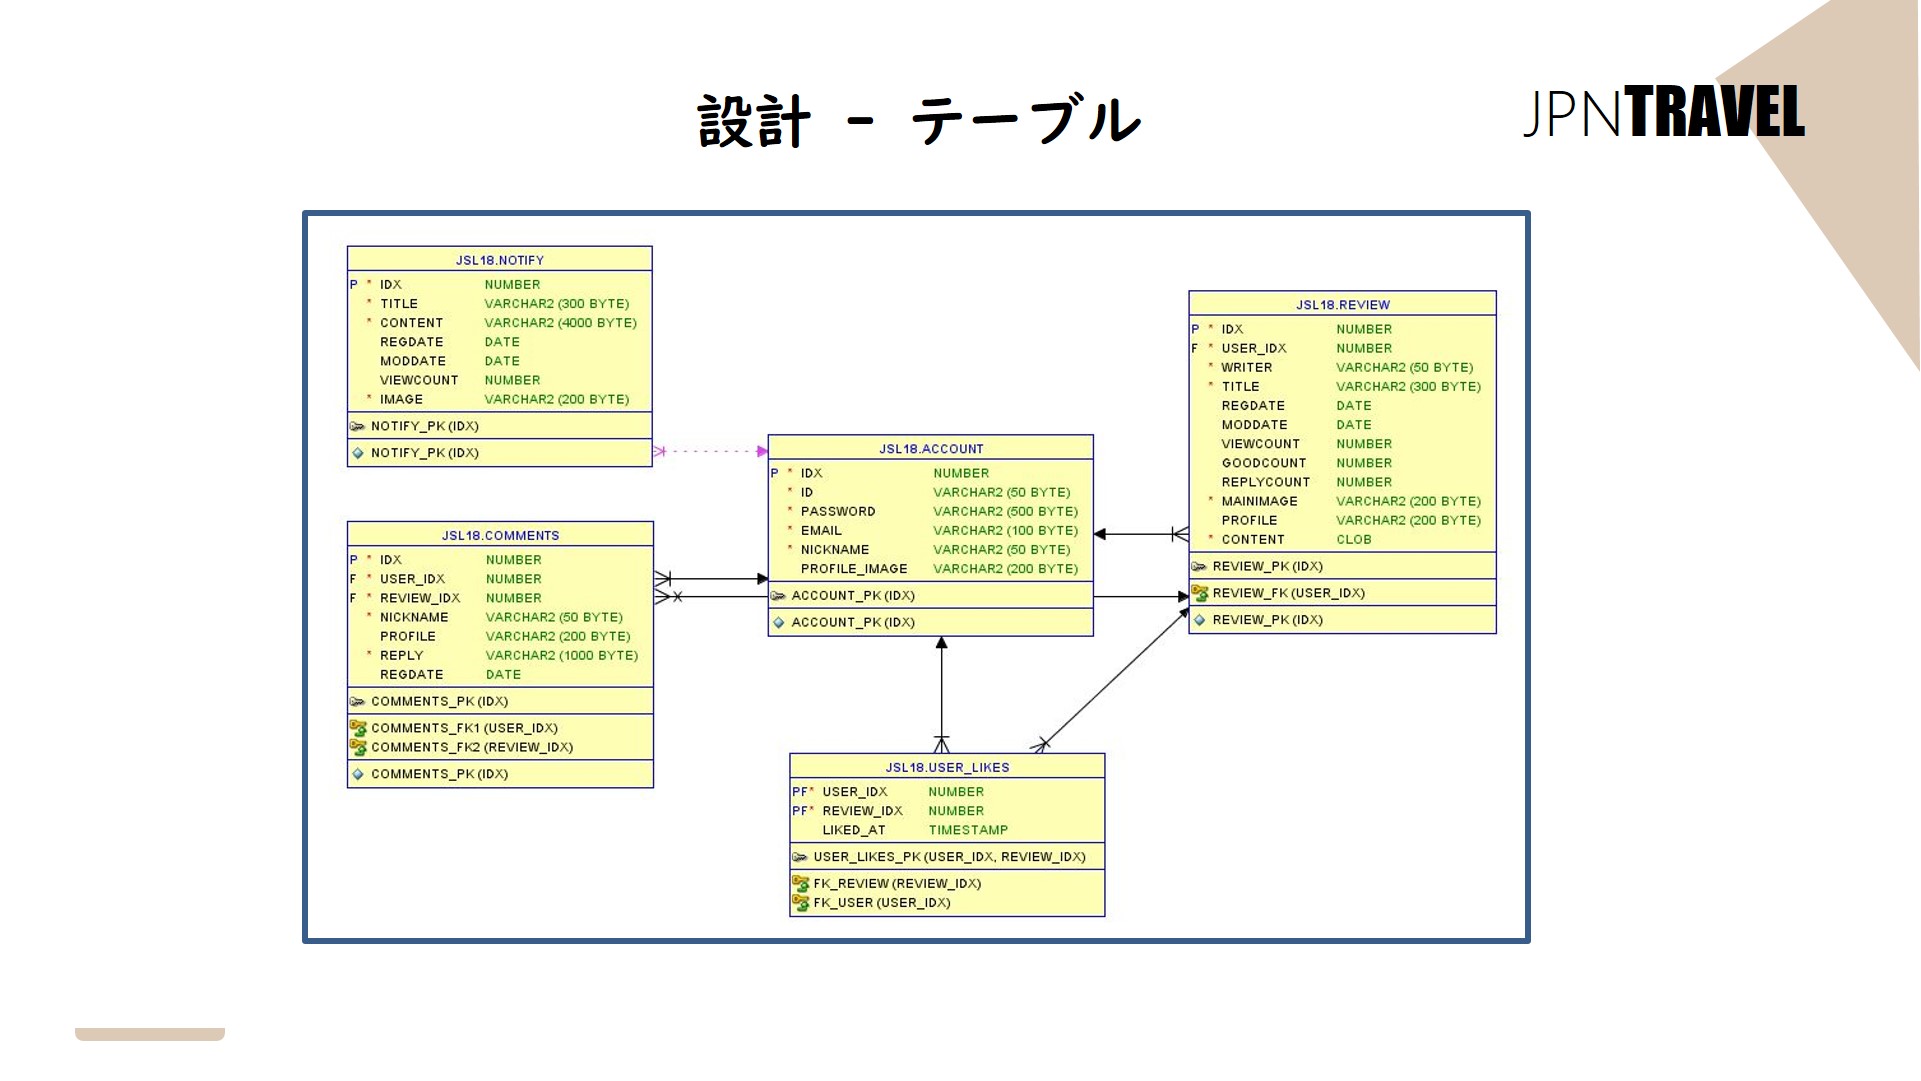 設計 - テーブル
JPNTRAVEL
JSL18.NOTIFY
P * IDX NUMBER
* TITLE VARCHAR2 (300 BYTE)
* CONTENT VARCHAR2 (4000 BYTE)
REGDATE DATE
MODDATE DATE
VIEWCOUNT NUMBER
* IMAGE VARCHAR2 (200 BYTE)
NOTIFY_PK (IDX)
NOTIFY_PK (IDX)
JSL18.COMMENTS
P * IDX NUMBER
F * USER_IDX NUMBER
F * REVIEW_IDX NUMBER
* NICKNAME VARCHAR2 (50 BYTE)
PROFILE VARCHAR2 (200 BYTE)
* REPLY VARCHAR2 (1000 BYTE)
REGDATE DATE
COMMENTS_PK (IDX)
COMMENTS_FK1 (USER_IDX)
COMMENTS_FK2 (REVIEW_IDX)
COMMENTS_PK (IDX)
JSL18.ACCOUNT
P * IDX NUMBER
* ID VARCHAR2 (50 BYTE)
* PASSWORD VARCHAR2 (500 BYTE)
* EMAIL VARCHAR2 (100 BYTE)
* NICKNAME VARCHAR2 (50 BYTE)
PROFILE_IMAGE VARCHAR2 (200 BYTE)
ACCOUNT_PK (IDX)
ACCOUNT_PK (IDX)
JSL18.REVIEW
P * IDX NUMBER
F * USER_IDX NUMBER
* WRITER VARCHAR2 (50 BYTE)
* TITLE VARCHAR2 (300 BYTE)
REGDATE DATE
MODDATE DATE
VIEWCOUNT NUMBER
GOODCOUNT NUMBER
REPLYCOUNT NUMBER
* MAINIMAGE VARCHAR2 (200 BYTE)
PROFILE VARCHAR2 (200 BYTE)
* CONTENT CLOB
REVIEW_PK (IDX)
REVIEW_FK (USER_IDX)
REVIEW_PK (IDX)
JSL18.USER_LIKES
PF* USER_IDX NUMBER
PF* REVIEW_IDX NUMBER
LIKED_AT TIMESTAMP
USER_LIKES_PK (USER_IDX, REVIEW_IDX)
FK_REVIEW (REVIEW_IDX)
FK_USER (USER_IDX)